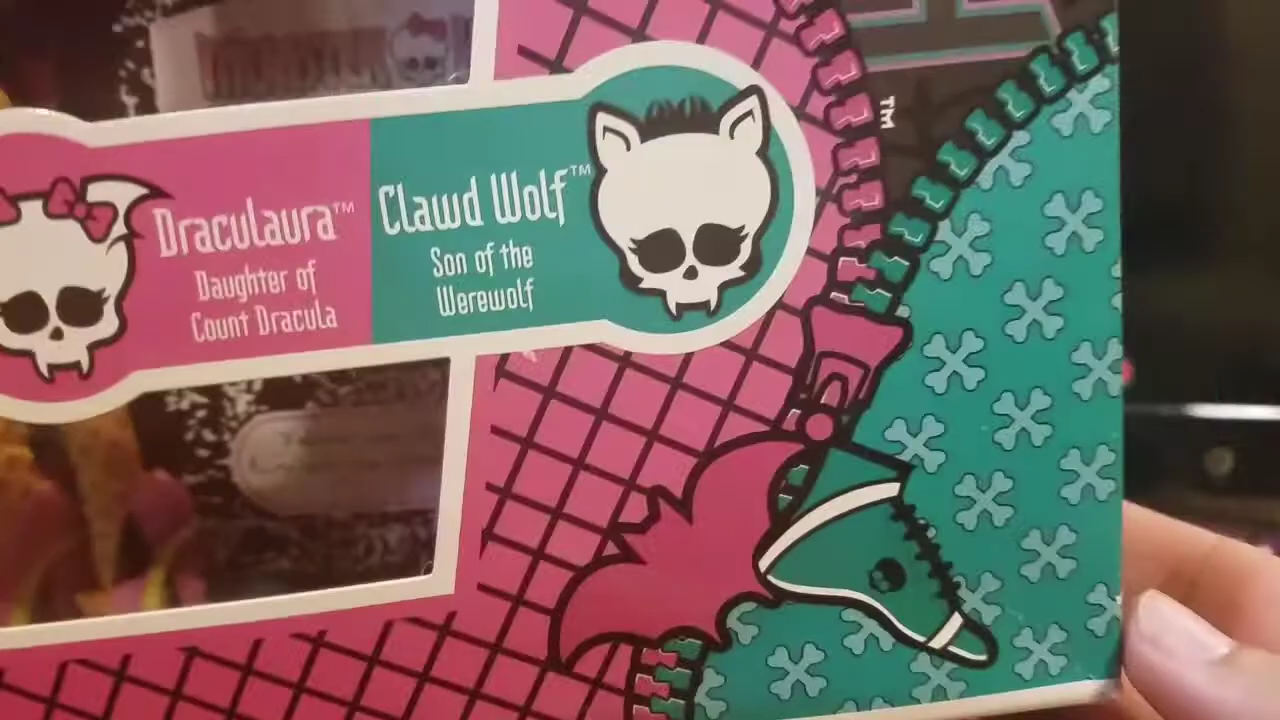 Draculaura™
Daughter of
Count Dracula
Clawd Wolf™
Son of the
Werewolf
™